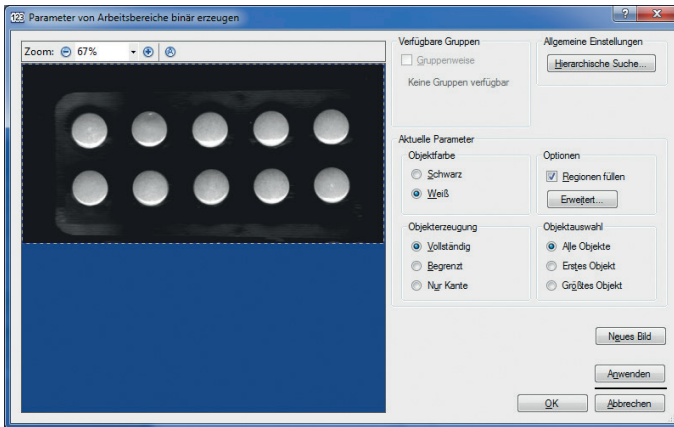 123 Parameter von Arbeitsbereiche binär erzeugen
Zoom: 67%
Verfügbare Gruppen
Gruppenweise
Keine Gruppen verfügbar
Allgemeine Einstellungen
Hierarchische Suche...
Aktuelle Parameter
Objektfarbe
Schwarz
Weiß
Optionen
Regionen füllen
Erweitert...
Objekterzeugung
Vollständig
Begrenzt
Nur Kante
Objektauswahl
Alle Objekte
Erstes Objekt
Größtes Objekt
Neues Bild
Anwenden
OK
Abbrechen